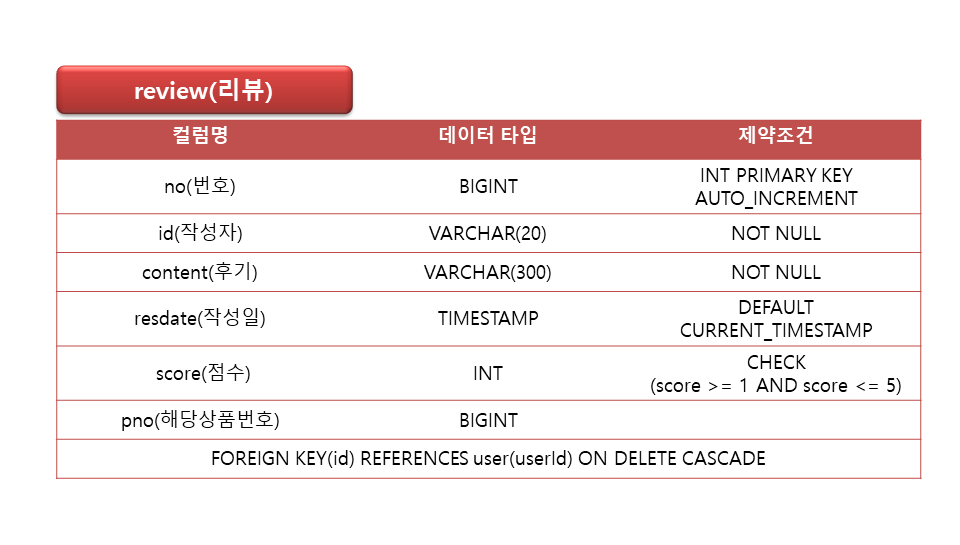 review(리뷰)
컬럼명 데이터 타입 제약조건
no(번호) BIGINT INT PRIMARY KEY
AUTO_INCREMENT
id(작성자) VARCHAR(20) NOT NULL
content(후기) VARCHAR(300) NOT NULL
resdate(작성일) TIMESTAMP DEFAULT
CURRENT_TIMESTAMP
score(점수) INT CHECK
(score >= 1 AND score <= 5)
pno(해당상품번호) BIGINT
FOREIGN KEY(id) REFERENCES user(userId) ON DELETE CASCADE